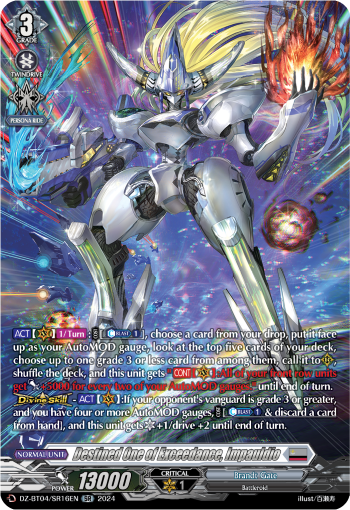 3
GRADE
TWINDRIVE
PERSONA RIDE
ACT 1/Turn : [C BLAST 1], choose a card from your drop, put it face
up as your AutoMOD gauge, look at the top five cards of your deck,
choose up to one grade 3 or less card from among them, call it to R,
shuffle the deck, and this unit gets "CONT : All of your front row units
get +5000 for every two of your AutoMOD gauges." until end of turn.
Divine Skill - ACT : If your opponent's vanguard is grade 3 or greater,
and you have four or more AutoMOD gauges, [C BLAST 1 & discard a card
from hand], and this unit gets +1/drive +2 until end of turn.
NORMAL UNIT
Destined One of Exceedance, Impauldio
POWER 13000
CRITICAL
1
Brandt Gate
Battleroid
D DZ-BT04/SR16EN SR 2024
illust/百瀬寿